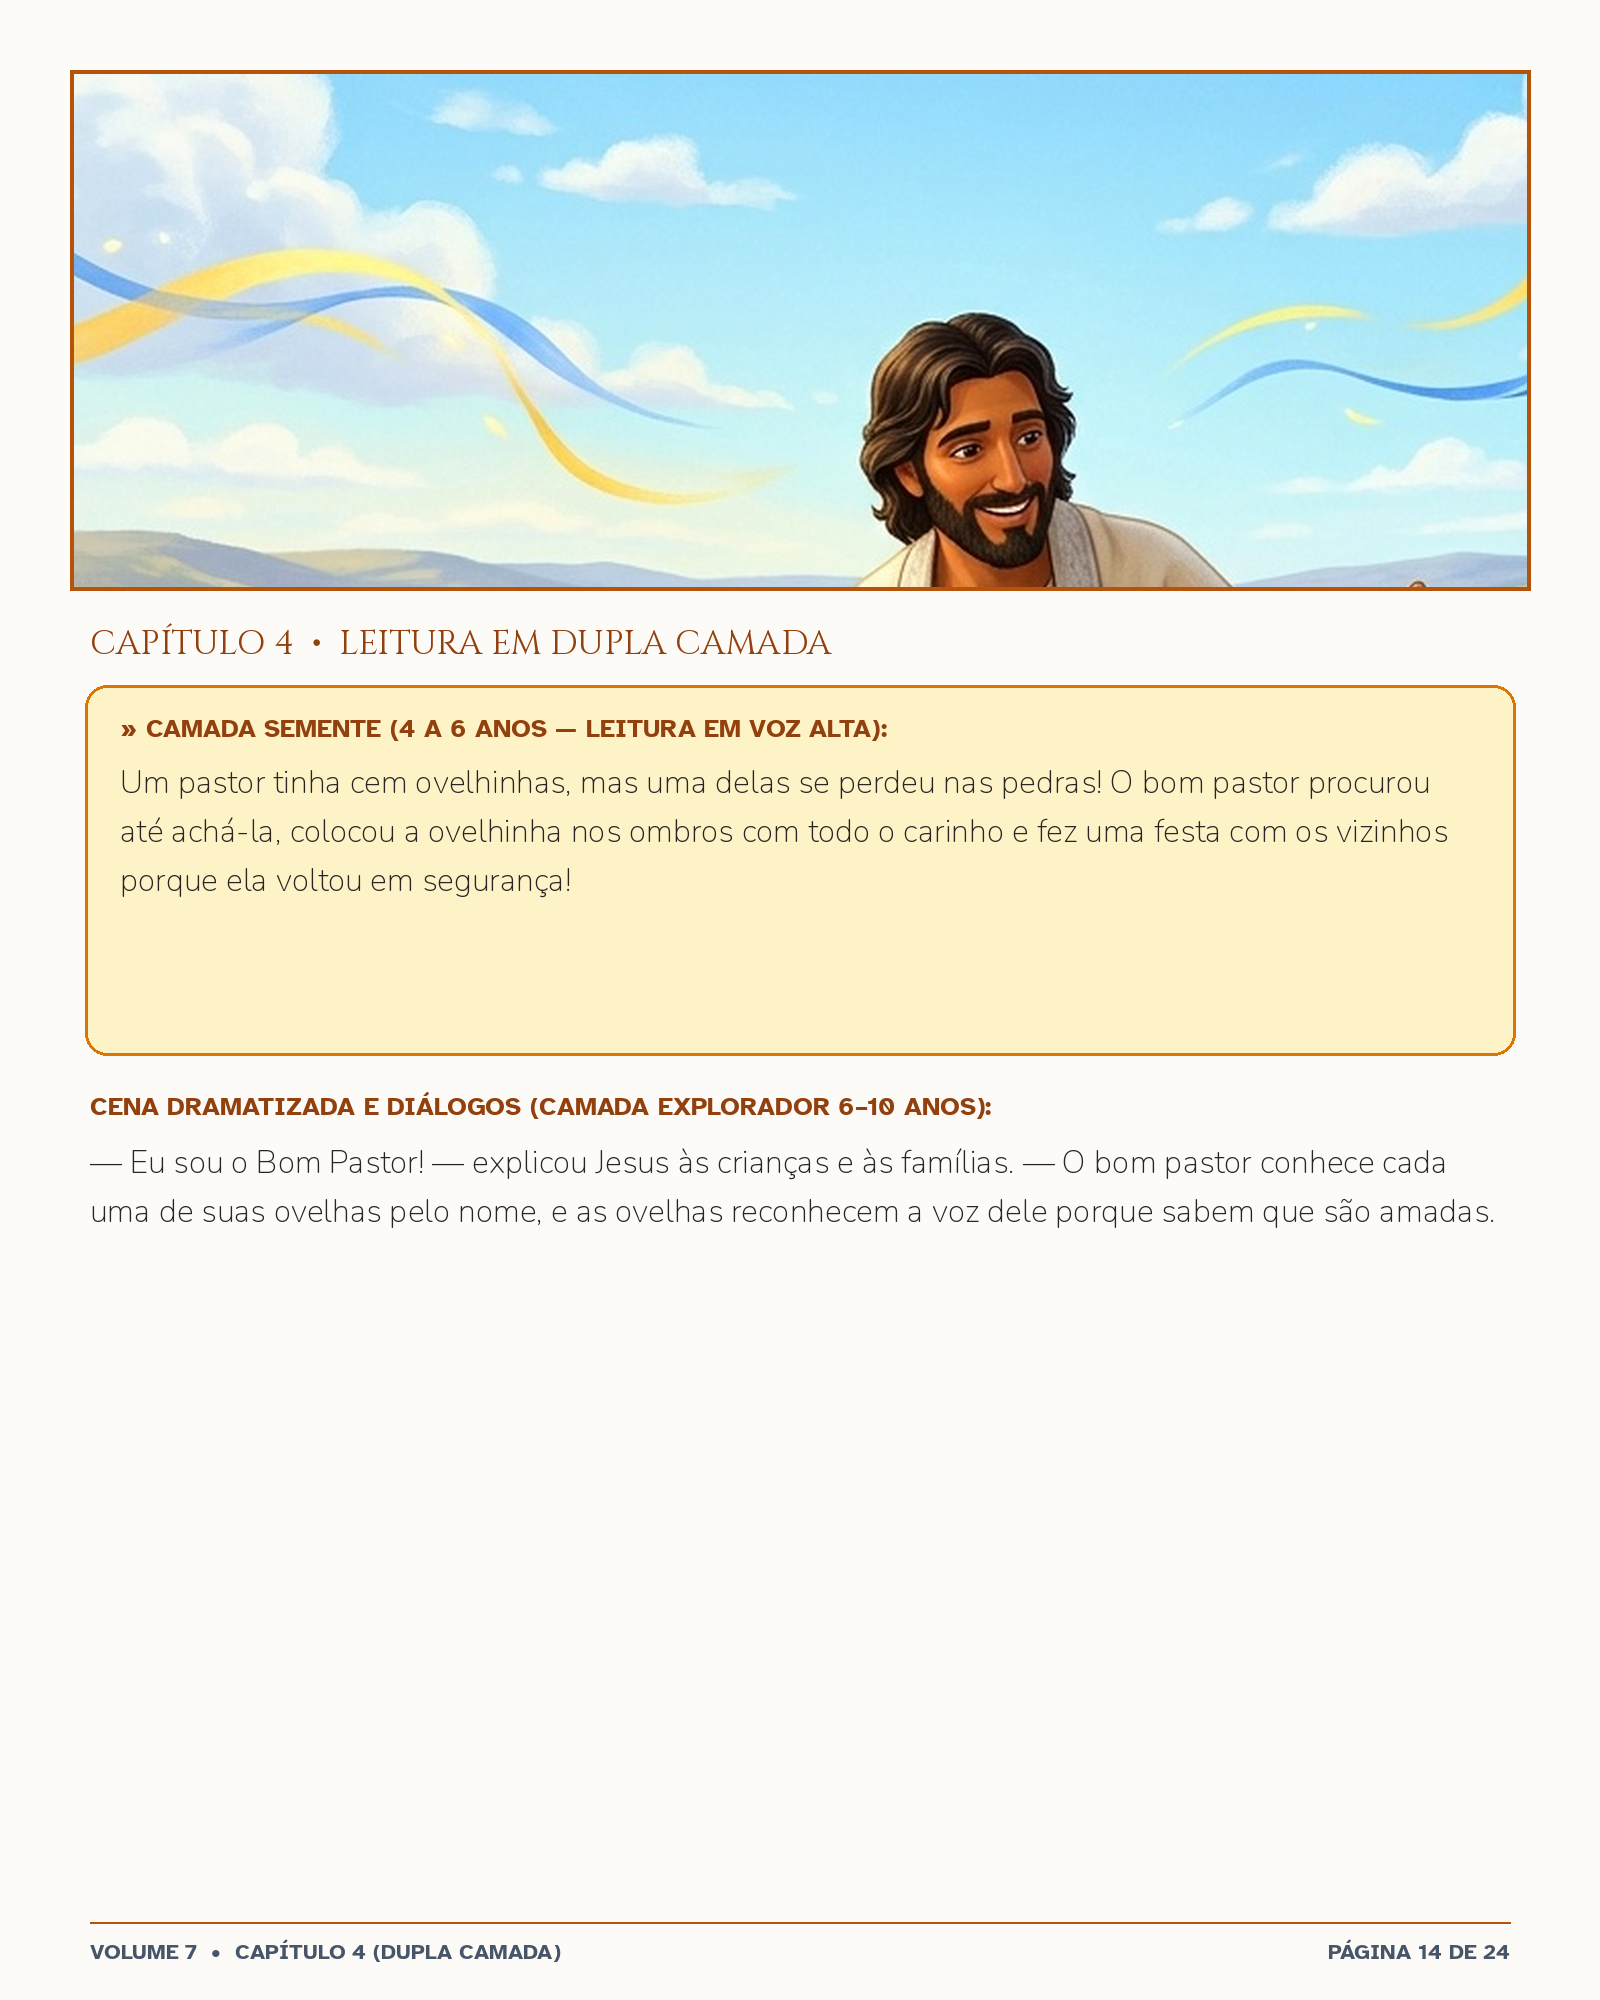 CAPÍTULO 4 • LEITURA EM DUPLA CAMADA
» CAMADA SEMENTE (4 A 6 ANOS — LEITURA EM VOZ ALTA):
Um pastor tinha cem ovelhinhas, mas uma delas se perdeu nas pedras! O bom pastor procurou
até achá-la, colocou a ovelhinha nos ombros com todo o carinho e fez uma festa com os vizinhos
porque ela voltou em segurança!
CENA DRAMATIZADA E DIÁLOGOS (CAMADA EXPLORADOR 6–10 ANOS):
— Eu sou o Bom Pastor! — explicou Jesus às crianças e às famílias. — O bom pastor conhece cada
uma de suas ovelhas pelo nome, e as ovelhas reconhecem a voz dele porque sabem que são amadas.
VOLUME 7 • CAPÍTULO 4 (DUPLA CAMADA)
PÁGINA 14 DE 24